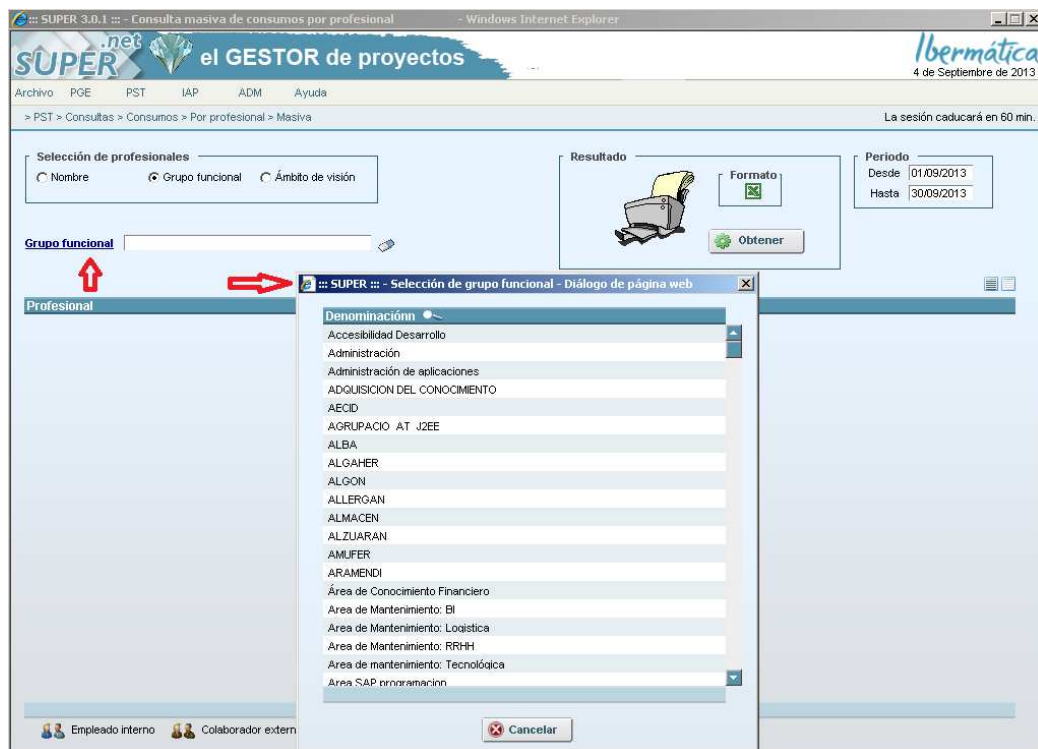 ::: SUPER 3.0.1 ::: - Consulta masiva de consumos por profesional - Windows Internet Explorer
SUPER.net el GESTOR de proyectos
Ibermática
4 de Septiembre de 2013
Archivo PGE PST IAP ADM Ayuda
> PST > Consultas > Consumos > Por profesional > Masiva La sesión caducará en 60 min.
Selección de profesionales
Nombre Grupo funcional Ámbito de visión
Resultado
Formato
Obtener
Periodo
Desde 01/09/2013
Hasta 30/09/2013
Grupo funcional
Profesional
::: SUPER ::: - Selección de grupo funcional - Diálogo de página web
Denominaciónn
Accesibilidad Desarrollo
Administración
Administración de aplicaciones
ADQUISICION DEL CONOCIMIENTO
AECID
AGRUPACIO AT J2EE
ALBA
ALGAHER
ALGON
ALLERGAN
ALMACEN
ALZUARAN
AMUFER
ARAMENDI
Área de Conocimiento Financiero
Area de Mantenimiento: BI
Area de Mantenimiento: Logistica
Area de Mantenimiento: RRHH
Area de mantenimiento: Tecnológica
Area SAP programacion
Cancelar
Empleado interno Colaborador extern